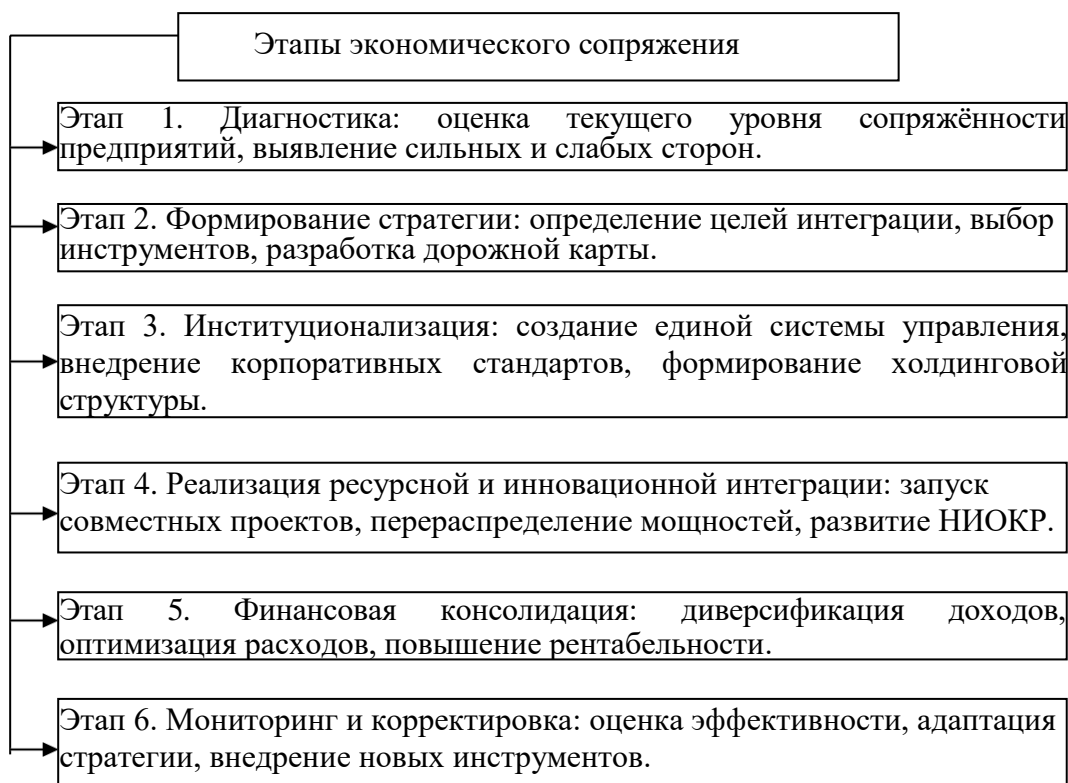 Этапы экономического сопряжения
Этап 1. Диагностика: оценка текущего уровня сопряжённости
предприятий, выявление сильных и слабых сторон.
Этап 2. Формирование стратегии: определение целей интеграции, выбор
инструментов, разработка дорожной карты.
Этап 3. Институционализация: создание единой системы управления,
внедрение корпоративных стандартов, формирование холдинговой
структуры.
Этап 4. Реализация ресурсной и инновационной интеграции: запуск
совместных проектов, перераспределение мощностей, развитие НИОКР.
Этап 5. Финансовая консолидация: диверсификация доходов,
оптимизация расходов, повышение рентабельности.
Этап 6. Мониторинг и корректировка: оценка эффективности, адаптация
стратегии, внедрение новых инструментов.